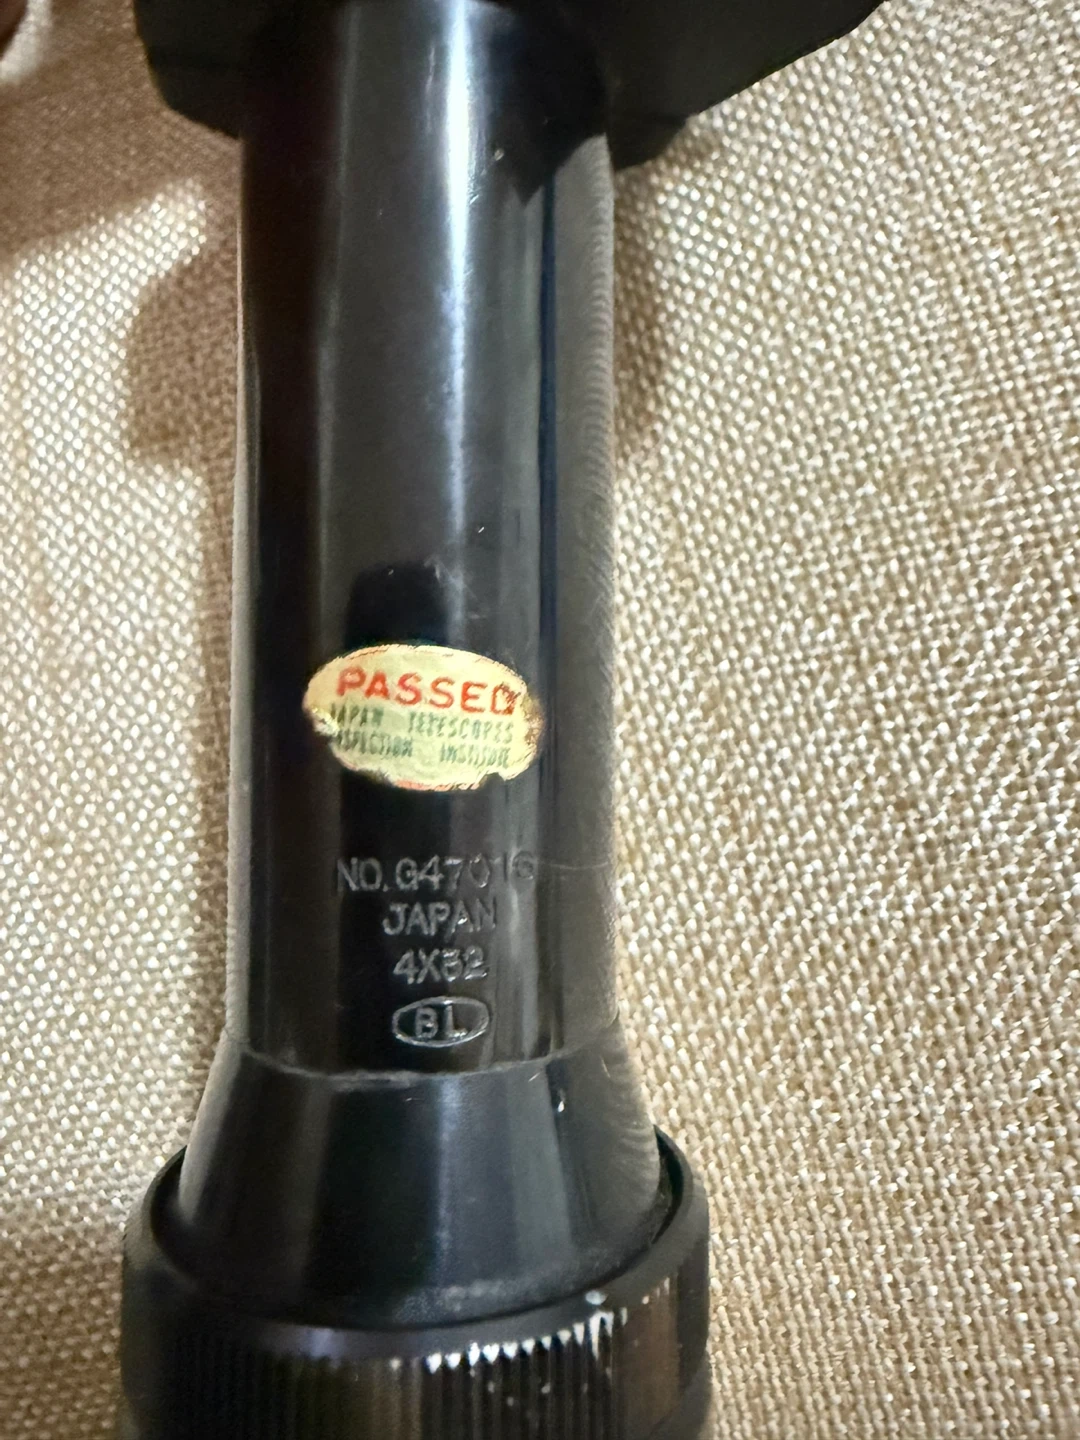 PASSED
JAPAN TELESCOPES
INSPECTION INSTITUTE
NO. G47016
JAPAN
4X32
BL